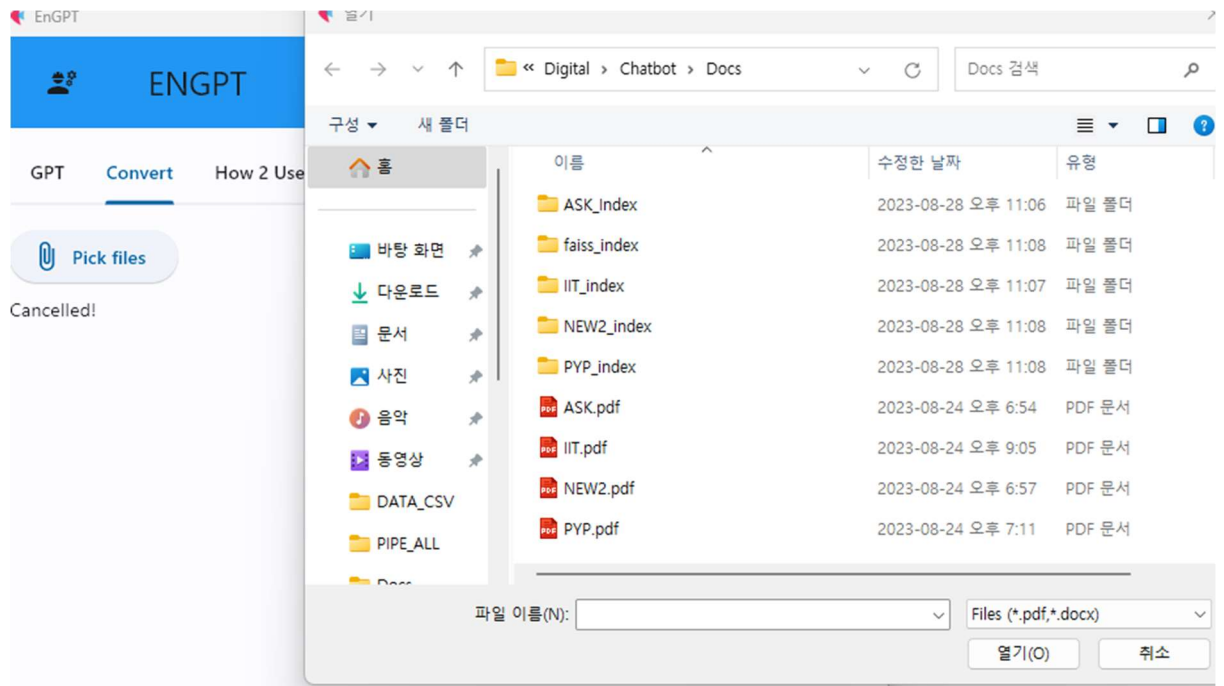 EnGPT
열기
ENGPT
« Digital › Chatbot › Docs
Docs 검색
구성
새 폴더
GPT
Convert
How 2 Use
Pick files
Cancelled!
홈
바탕 화면
다운로드
문서
사진
음악
동영상
DATA_CSV
PIPE_ALL
Docs
이름 수정한 날짜 유형
ASK_Index 2023-08-28 오후 11:06 파일 폴더
faiss_index 2023-08-28 오후 11:08 파일 폴더
IIT_index 2023-08-28 오후 11:07 파일 폴더
NEW2_index 2023-08-28 오후 11:08 파일 폴더
PYP_index 2023-08-28 오후 11:08 파일 폴더
ASK.pdf 2023-08-24 오후 6:54 PDF 문서
IIT.pdf 2023-08-24 오후 9:05 PDF 문서
NEW2.pdf 2023-08-24 오후 6:57 PDF 문서
PYP.pdf 2023-08-24 오후 7:11 PDF 문서
파일 이름(N):
Files (*.pdf,*.docx)
열기(O)
취소